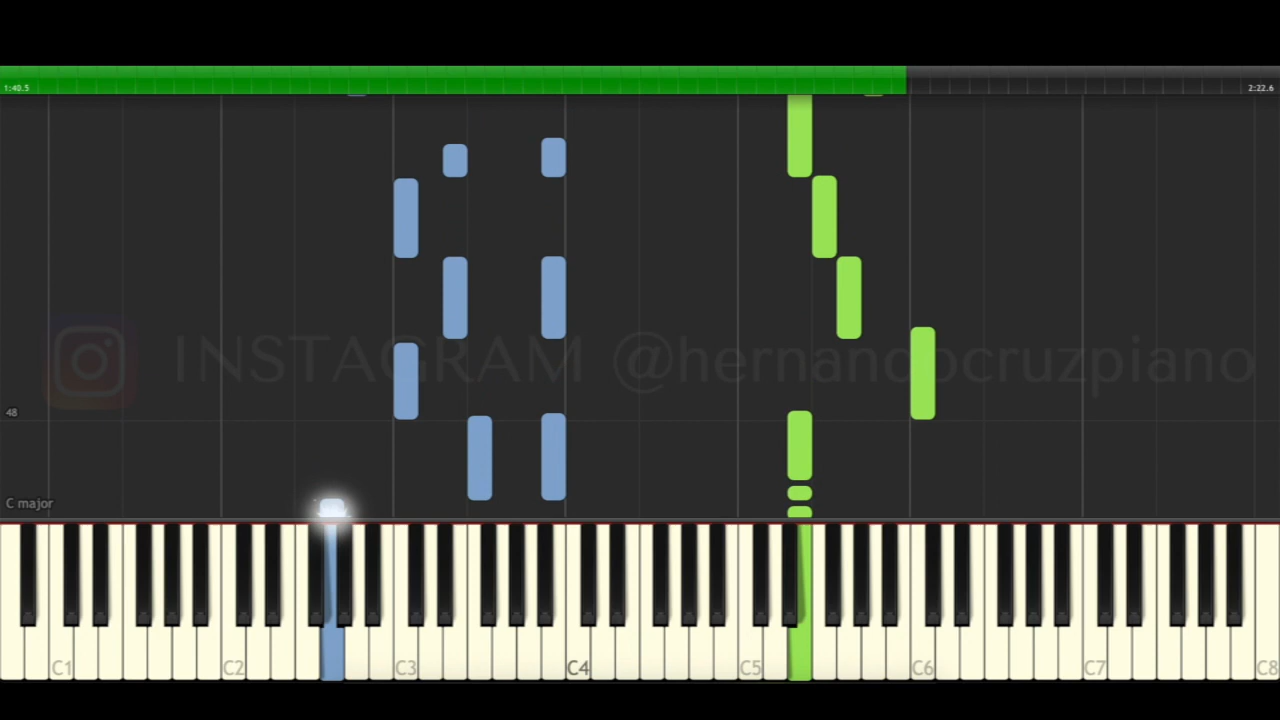 1:40.5 2:22.6
INSTAGRAM @hernandocruzpiano
48
C major
C1 C2 C3 C4 C5 C6 C7 C8